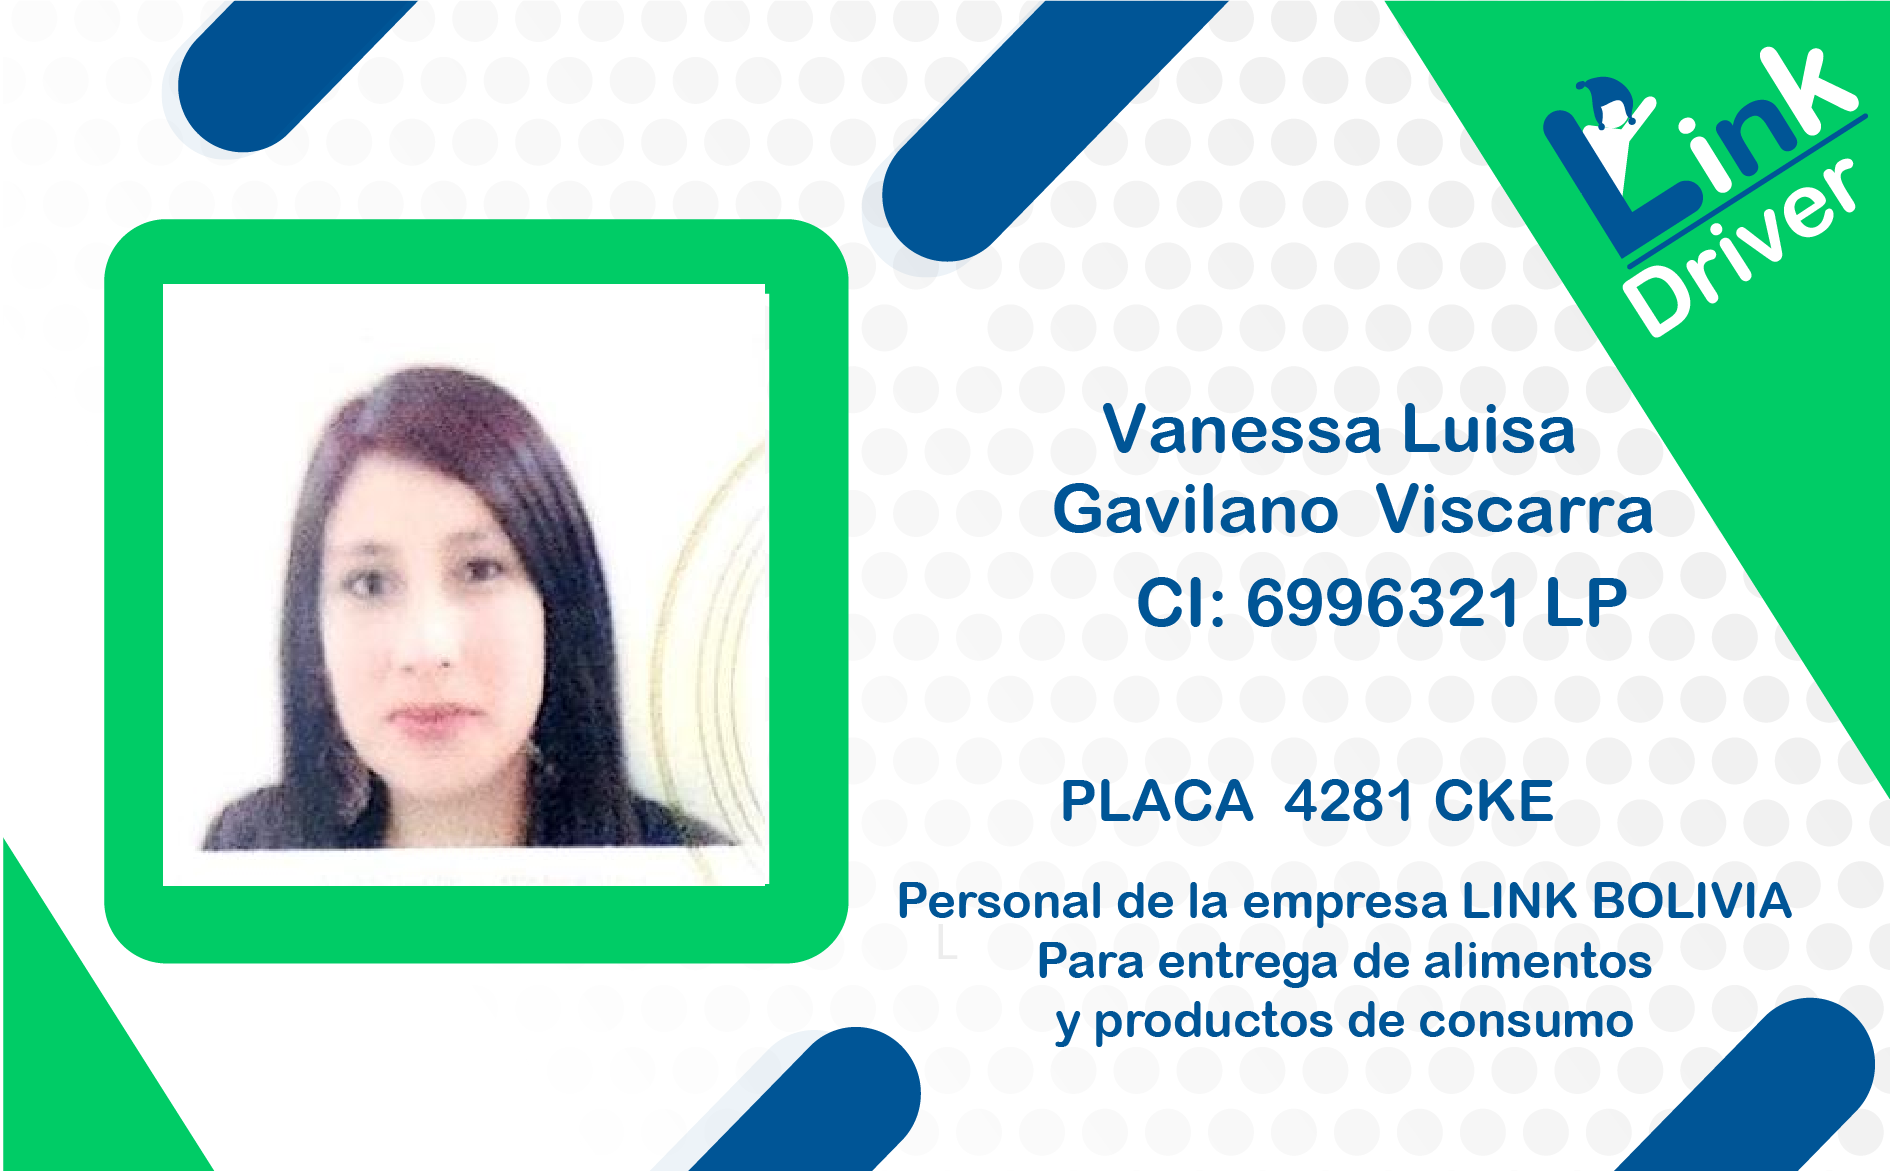 Link
Driver
Vanessa Luisa
Gavilano Viscarra
CI: 6996321 LP
PLACA 4281 CKE
Personal de la empresa LINK BOLIVIA
L
Para entrega de alimentos
y productos de consumo